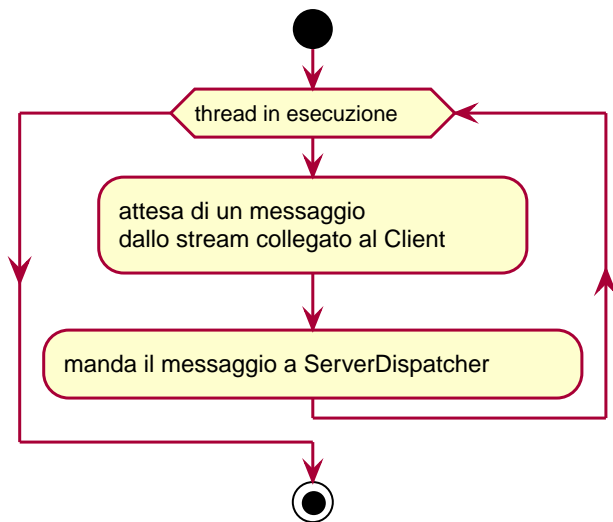 thread in esecuzione
attesa di un messaggio
dallo stream collegato al Client
manda il messaggio a ServerDispatcher